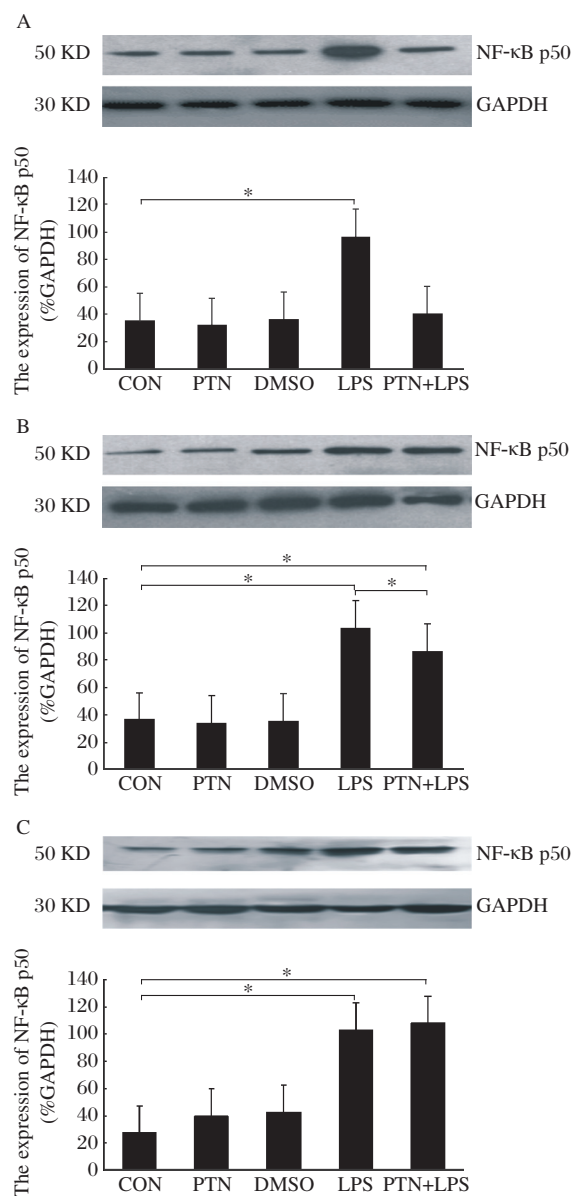 A
50 KD NF-κB p50
30 KD GAPDH
The expression of NF-κB p50
(%GAPDH)
140
120
100
80
60
40
20
0
*
CON PTN DMSO LPS PTN+LPS
B
50 KD NF-κB p50
30 KD GAPDH
The expression of NF-κB p50
(%GAPDH)
140
120
100
80
60
40
20
0
*
* *
CON PTN DMSO LPS PTN+LPS
C
50 KD NF-κB p50
30 KD GAPDH
The expression of NF-κB p50
(%GAPDH)
140
120
100
80
60
40
20
0
*
*
CON PTN DMSO LPS PTN+LPS